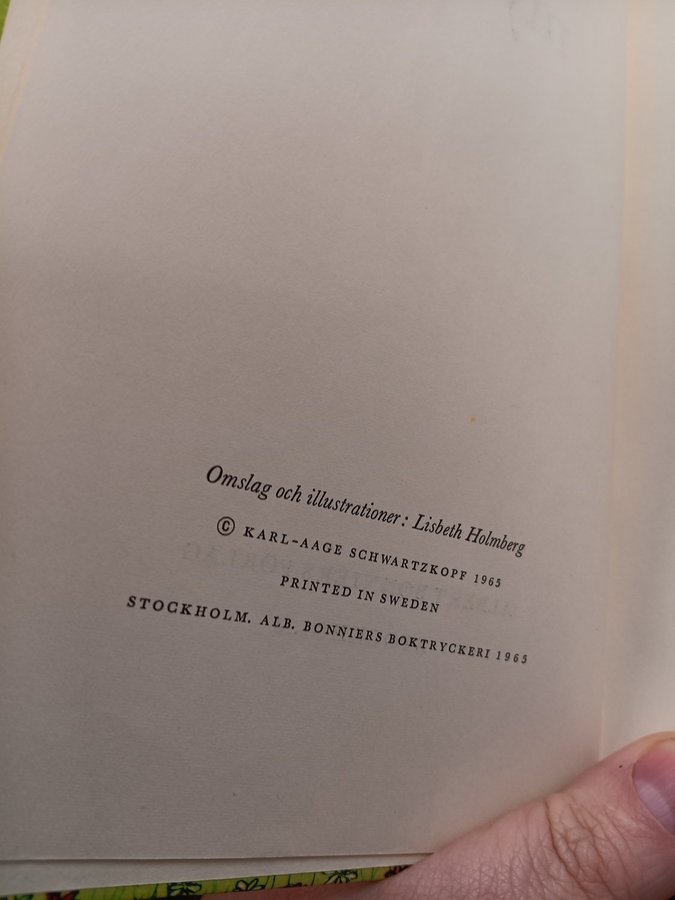 Omslag och illustrationer: Lisbeth Holmberg
© KARL-AAGE SCHWARTZKOPF 1965
PRINTED IN SWEDEN
STOCKHOLM. ALB. BONNIERS BOKTRYCKERI 1965